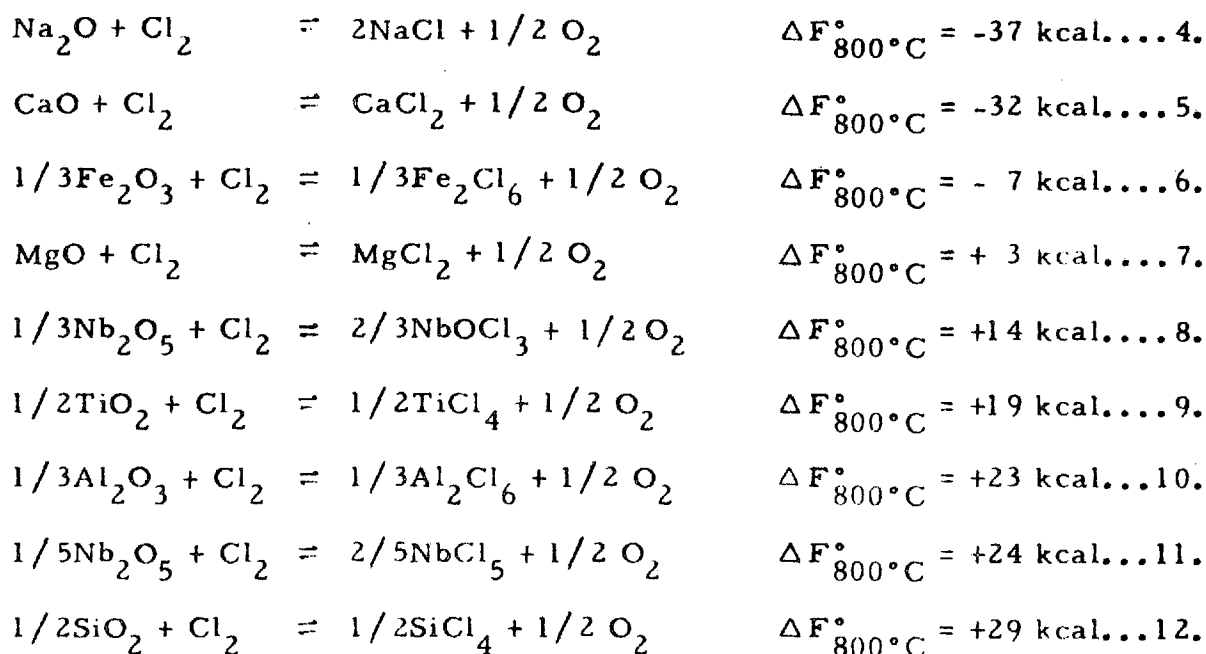 Na₂O + Cl₂ ⇌ 2NaCl + 1/2 O₂ ΔF°800°C = -37 kcal....4.
CaO + Cl₂ ⇌ CaCl₂ + 1/2 O₂ ΔF°800°C = -32 kcal....5.
1/3Fe₂O₃ + Cl₂ ⇌ 1/3Fe₂Cl₆ + 1/2 O₂ ΔF°800°C = - 7 kcal....6.
MgO + Cl₂ ⇌ MgCl₂ + 1/2 O₂ ΔF°800°C = + 3 kcal....7.
1/3Nb₂O₅ + Cl₂ ⇌ 2/3NbOCl₃ + 1/2 O₂ ΔF°800°C = +14 kcal....8.
1/2TiO₂ + Cl₂ ⇌ 1/2TiCl₄ + 1/2 O₂ ΔF°800°C = +19 kcal....9.
1/3Al₂O₃ + Cl₂ ⇌ 1/3Al₂Cl₆ + 1/2 O₂ ΔF°800°C = +23 kcal...10.
1/5Nb₂O₅ + Cl₂ ⇌ 2/5NbCl₅ + 1/2 O₂ ΔF°800°C = +24 kcal...11.
1/2SiO₂ + Cl₂ ⇌ 1/2SiCl₄ + 1/2 O₂ ΔF°800°C = +29 kcal...12.